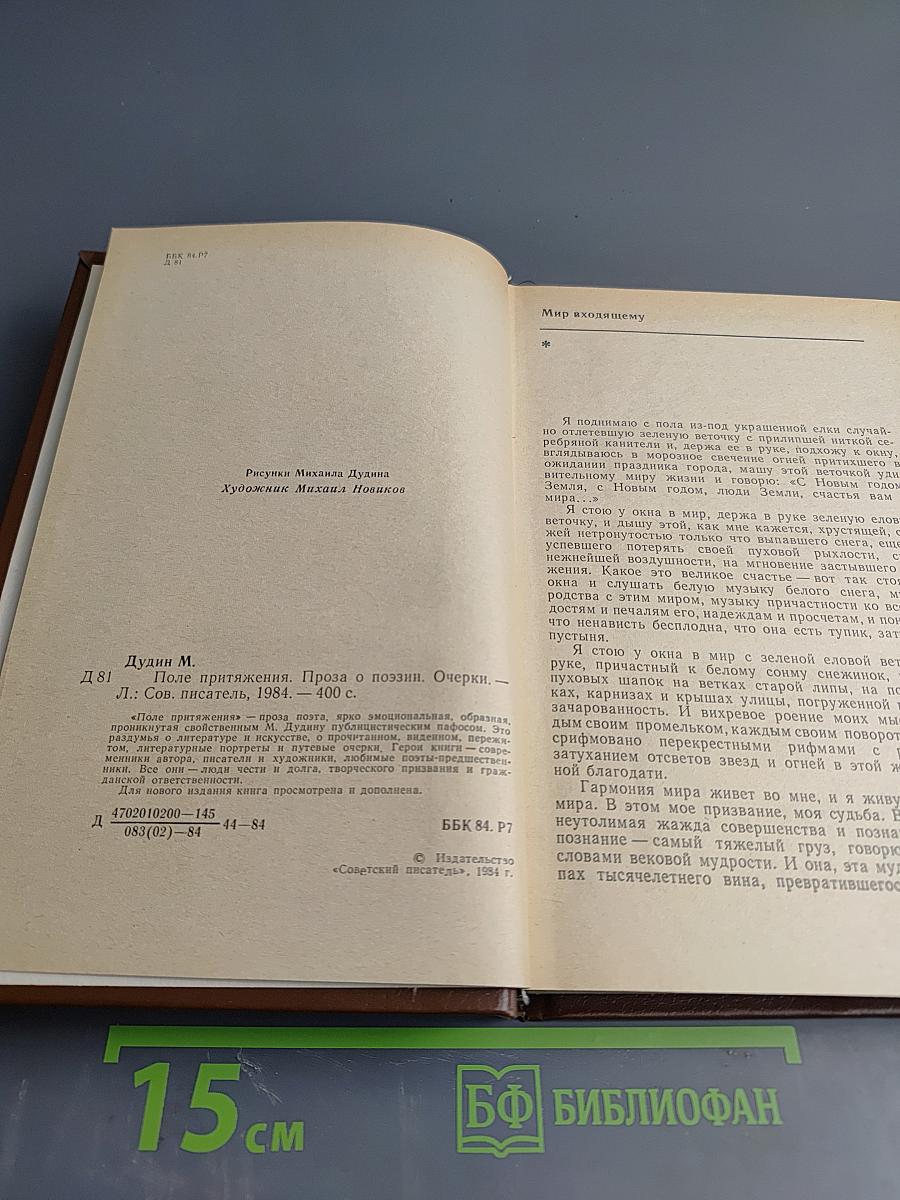 ББК 84.Р7
Д 81
Рисунки Михаила Дудина
Художник Михаил Новиков
Дудин М.
Д 81 Поле притяжения. Проза о поэзии. Очерки. —
Л.: Сов. писатель, 1984. — 400 с.
«Поле притяжения» — проза поэта, ярко эмоциональная, образная,
проникнутая свойственным М. Дудину публицистическим пафосом. Это
раздумья о литературе и искусстве, о прочитанном, виденном, пережи-
том, литературные портреты и путевые очерки. Герои книги — совре-
менники автора, писатели и художники, любимые поэты-предшествен-
ники. Все они — люди чести и долга, творческого призвания и граж-
данской ответственности.
Для нового издания книга просмотрена и дополнена.
Д 4702010200—145
083(02)—84 44—84
ББК 84. Р7
© Издательство
«Советский писатель», 1984 г.
Мир входящему
*
Я поднимаю с пола из-под украшенной елки случай-
но отлетевшую зеленую веточку с прилипшей ниткой се-
ребряной канители и, держа ее в руке, подхожу к окну,
вглядываюсь в морозное свечение огней притихшего в
ожидании праздника города, машу этой веточкой уди
вительному миру жизни и говорю: «С Новым годом
Земля, с Новым годом, люди Земли, счастья вам
мира...»
Я стою у окна в мир, держа в руке зеленую елов
веточку, и дышу этой, как мне кажется, хрустящей, с
жей нетронутостью только что выпавшего снега, еще
успевшего потерять своей пуховой рыхлости, с
нежнейшей воздушности, на мгновение застывшего
жения. Какое это великое счастье — вот так стоя
окна и слушать белую музыку белого снега, м
родства с этим миром, музыку причастности ко вс
достям и печалям его, надеждам и просчетам, и пон
что ненависть бесплодна, что она есть тупик, зат
пустыня.
Я стою у окна в мир с зеленой еловой вет
руке, причастный к белому сонму снежинок,
пуховых шапок на ветках старой липы, на по
ках, карнизах и крышах улицы, погруженной в
зачарованность. И вихревое роение моих мы
дым своим промельком, каждым своим поворот
срифмовано перекрестными рифмами с р
затуханием отсветов звезд и огней в этой ж
ной благодати.
Гармония мира живет во мне, и я живу
мира. В этом мое призвание, моя судьба. Е
неутолимая жажда совершенства и позна
познание — самый тяжелый груз, говорю
словами вековой мудрости. И она, эта муд
пах тысячелетнего вина, превратившегос
15 см
БФ БИБЛИОФАН